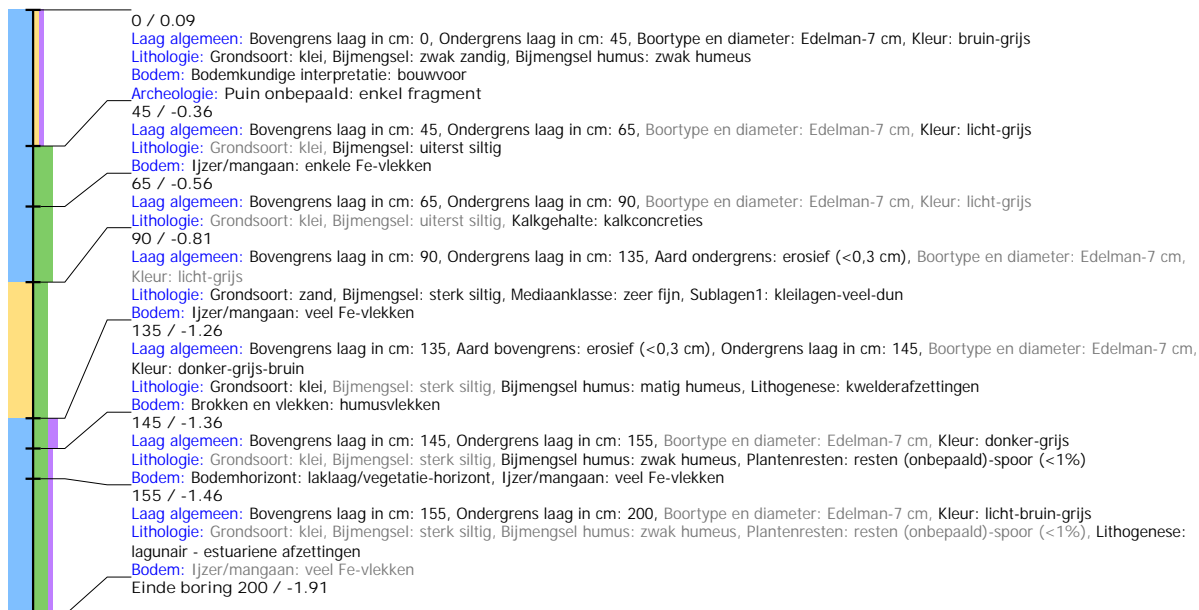 0 / 0.09
Laag algemeen: Bovengrens laag in cm: 0, Ondergrens laag in cm: 45, Boortype en diameter: Edelman-7 cm, Kleur: bruin-grijs
Lithologie: Grondsoort: klei, Bijmengsel: zwak zandig, Bijmengsel humus: zwak humeus
Bodem: Bodemkundige interpretatie: bouwvoor
Archeologie: Puin onbepaald: enkel fragment
45 / -0.36
Laag algemeen: Bovengrens laag in cm: 45, Ondergrens laag in cm: 65, Boortype en diameter: Edelman-7 cm, Kleur: licht-grijs
Lithologie: Grondsoort: klei, Bijmengsel: uiterst siltig
Bodem: Ijzer/mangaan: enkele Fe-vlekken
65 / -0.56
Laag algemeen: Bovengrens laag in cm: 65, Ondergrens laag in cm: 90, Boortype en diameter: Edelman-7 cm, Kleur: licht-grijs
Lithologie: Grondsoort: klei, Bijmengsel: uiterst siltig, Kalkgehalte: kalkconcreties
90 / -0.81
Laag algemeen: Bovengrens laag in cm: 90, Ondergrens laag in cm: 135, Aard ondergrens: erosief (<0,3 cm), Boortype en diameter: Edelman-7 cm,
Kleur: licht-grijs
Lithologie: Grondsoort: zand, Bijmengsel: sterk siltig, Mediaanklasse: zeer fijn, Sublagen1: kleilagen-veel-dun
Bodem: Ijzer/mangaan: veel Fe-vlekken
135 / -1.26
Laag algemeen: Bovengrens laag in cm: 135, Aard bovengrens: erosief (<0,3 cm), Ondergrens laag in cm: 145, Boortype en diameter: Edelman-7 cm,
Kleur: donker-grijs-bruin
Lithologie: Grondsoort: klei, Bijmengsel: sterk siltig, Bijmengsel humus: matig humeus, Lithogenese: kwelderafzettingen
Bodem: Brokken en vlekken: humusvlekken
145 / -1.36
Laag algemeen: Bovengrens laag in cm: 145, Ondergrens laag in cm: 155, Boortype en diameter: Edelman-7 cm, Kleur: donker-grijs
Lithologie: Grondsoort: klei, Bijmengsel: sterk siltig, Bijmengsel humus: zwak humeus, Plantenresten: resten (onbepaald)-spoor (<1%)
Bodem: Bodemhorizont: laklaag/vegetatie-horizont, Ijzer/mangaan: veel Fe-vlekken
155 / -1.46
Laag algemeen: Bovengrens laag in cm: 155, Ondergrens laag in cm: 200, Boortype en diameter: Edelman-7 cm, Kleur: licht-bruin-grijs
Lithologie: Grondsoort: klei, Bijmengsel: sterk siltig, Bijmengsel humus: zwak humeus, Plantenresten: resten (onbepaald)-spoor (<1%), Lithogenese:
lagunair - estuariene afzettingen
Bodem: Ijzer/mangaan: veel Fe-vlekken
Einde boring 200 / -1.91